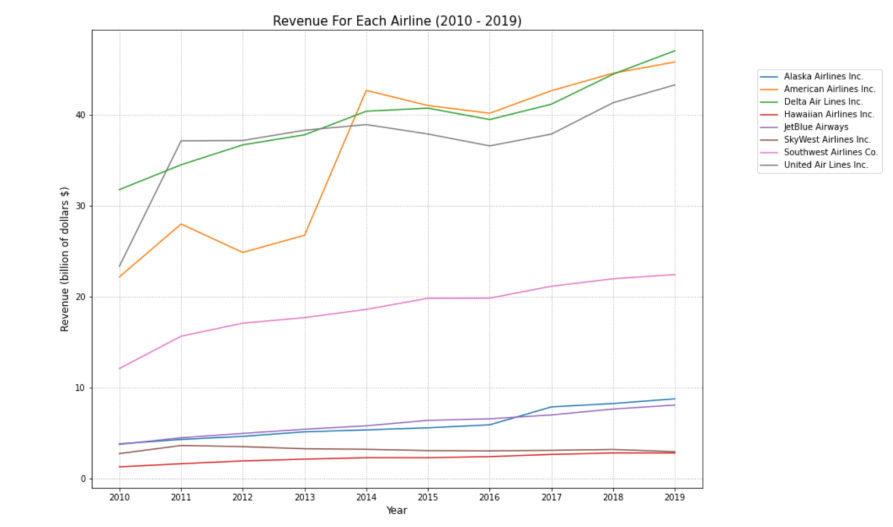 Revenue For Each Airline (2010 - 2019)
Alaska Airlines Inc.
American Airlines Inc.
Delta Air Lines Inc.
Hawaiian Airlines Inc.
JetBlue Airways
SkyWest Airlines Inc.
Southwest Airlines Co.
United Air Lines Inc.
Revenue (billion of dollars $)
40
30
20
10
0
2010 2011 2012 2013 2014 2015 2016 2017 2018 2019
Year